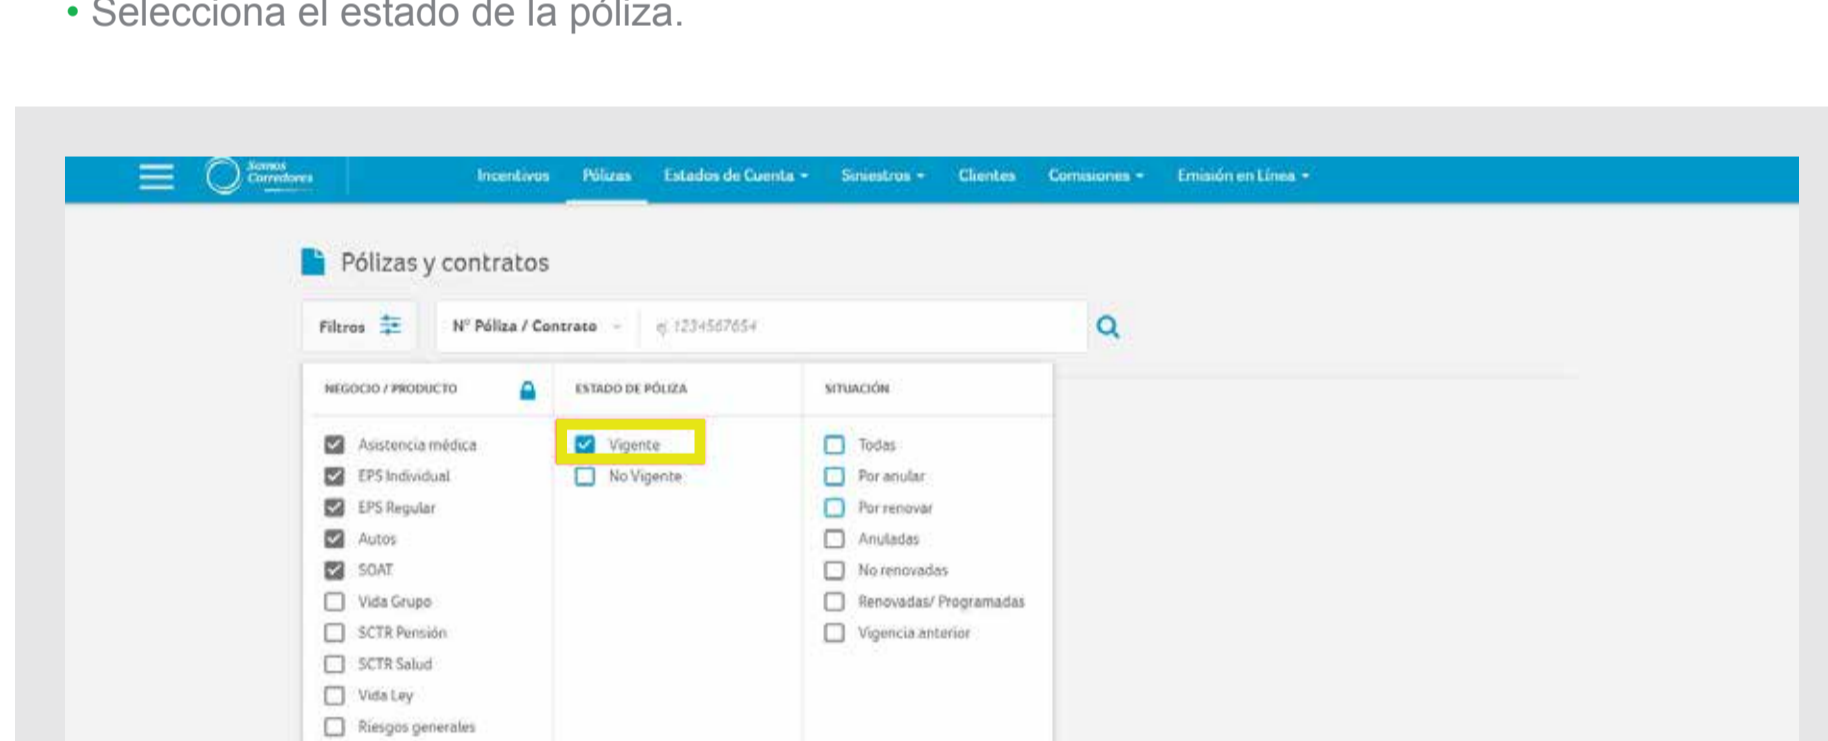 • Selecciona el estado de la póliza.
Somos
Corredores
Incentivos Pólizas Estados de Cuenta Siniestros Clientes Comisiones Emisión en Línea
Pólizas y contratos
Filtros N° Póliza / Contrato ej. 1234567654
NEGOCIO / PRODUCTO ESTADO DE PÓLIZA SITUACIÓN
Asistencia médica Vigente Todas
EPS Individual No Vigente Por anular
EPS Regular Por renovar
Autos Anuladas
SOAT No renovadas
Vida Grupo Renovadas/ Programadas
SCTR Pensión Vigencia anterior
SCTR Salud
Vida Ley
Riesgos generales